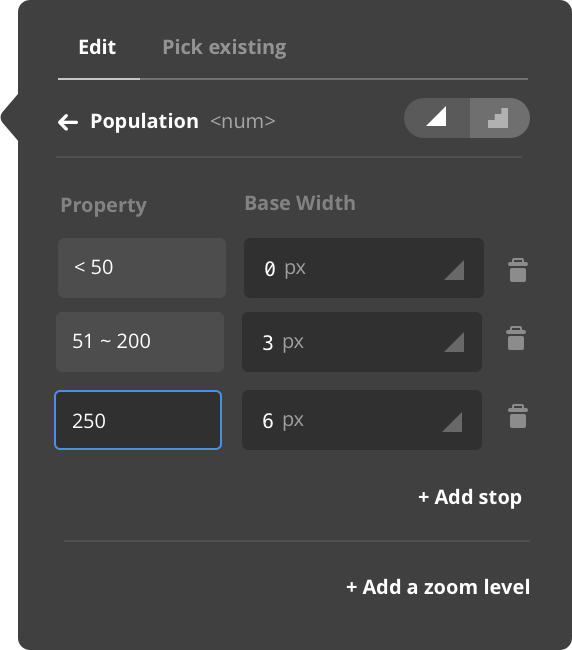 Edit Pick existing
Population <num>
Property Base Width
< 50 0 px
51 ~ 200 3 px
250 6 px
+ Add stop
+ Add a zoom level